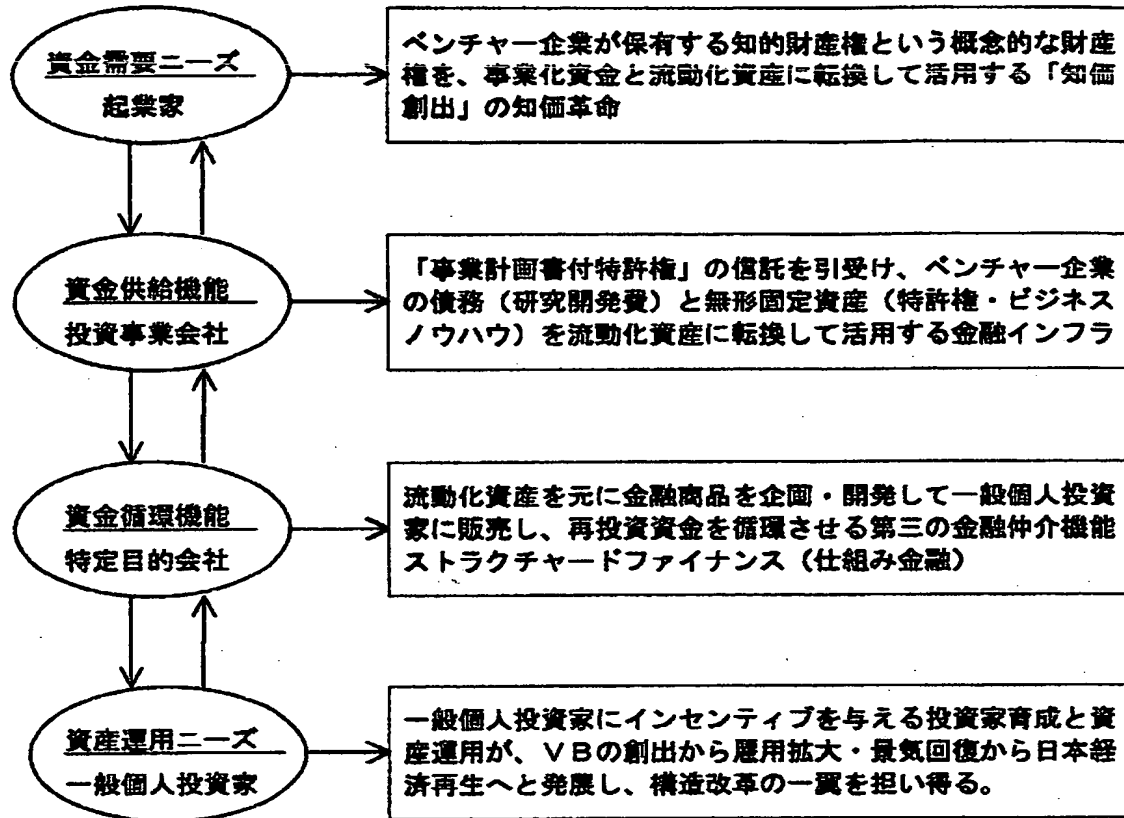 資金需要ニーズ
起業家
ベンチャー企業が保有する知的財産権という概念的な財産
権を、事業化資金と流動化資産に転換して活用する「知価
創出」の知価革命
資金供給機能
投資事業会社
「事業計画書付特許権」の信託を引受け、ベンチャー企業
の債務（研究開発費）と無形固定資産（特許権・ビジネス
ノウハウ）を流動化資産に転換して活用する金融インフラ
資金循環機能
特定目的会社
流動化資産を元に金融商品を企画・開発して一般個人投資
家に販売し、再投資資金を循環させる第三の金融仲介機能
ストラクチャードファイナンス（仕組み金融）
資産運用ニーズ
一般個人投資家
一般個人投資家にインセンティブを与える投資家育成と資
産運用が、ＶＢの創出から雇用拡大・景気回復から日本経
済再生へと発展し、構造改革の一翼を担い得る。